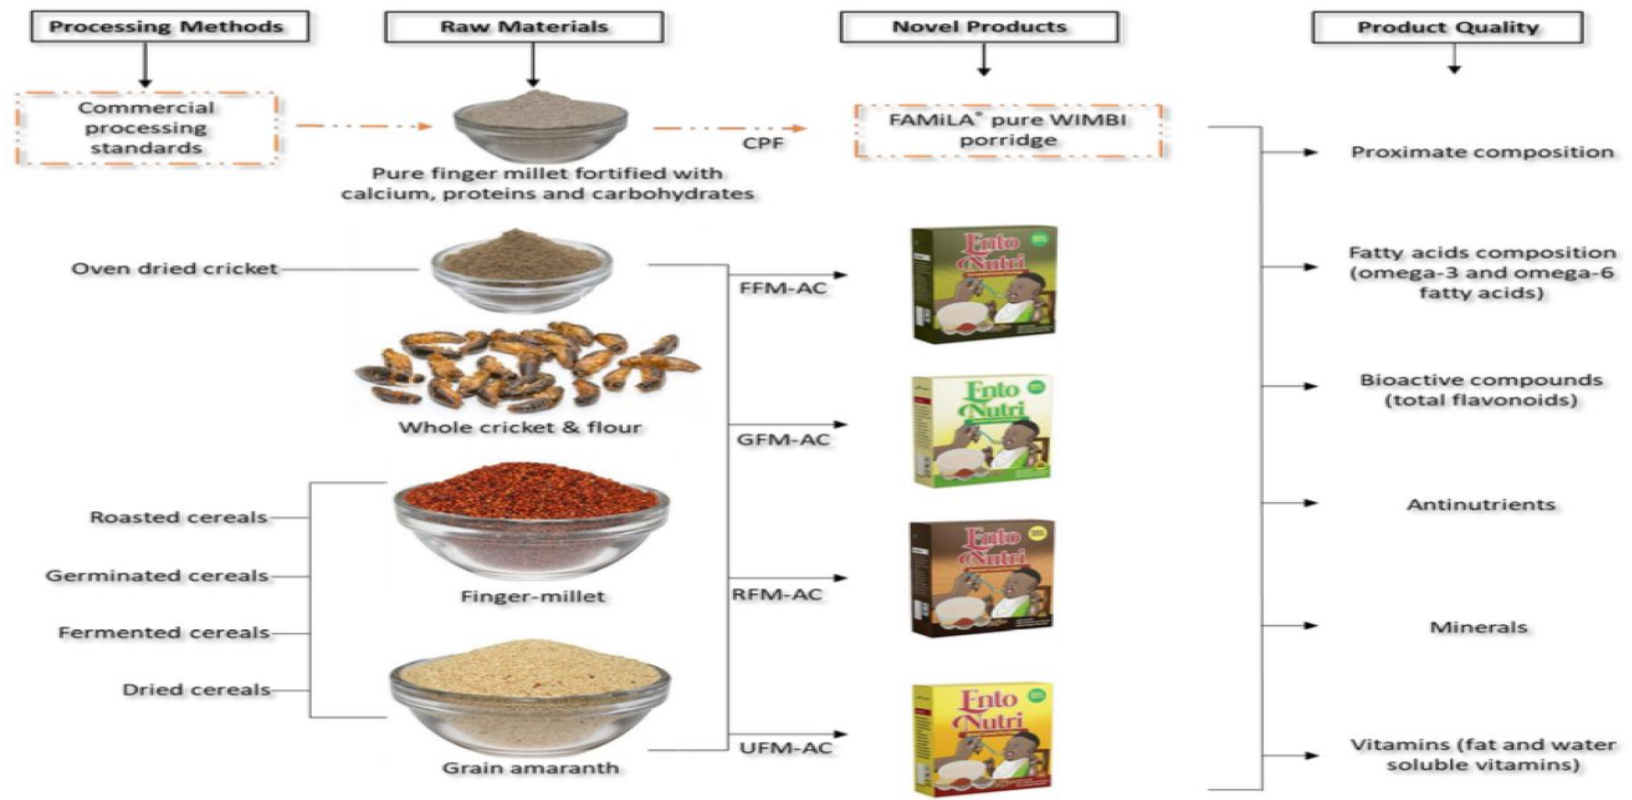 Processing Methods
Raw Materials
Novel Products
Product Quality
Commercial
processing
standards
CPF
FAMiLA® pure WIMBI
porridge
Pure finger millet fortified with
calcium, proteins and carbohydrates
Proximate composition
Oven dried cricket
FFM-AC
Ento
Nutri
Fatty acids composition
(omega-3 and omega-6
fatty acids)
Whole cricket & flour
GFM-AC
Ento
Nutri
Bioactive compounds
(total flavonoids)
Roasted cereals
Germinated cereals
Fermented cereals
Dried cereals
Finger-millet
RFM-AC
Ento
Nutri
Antinutrients
Minerals
Grain amaranth
UFM-AC
Ento
Nutri
Vitamins (fat and water
soluble vitamins)